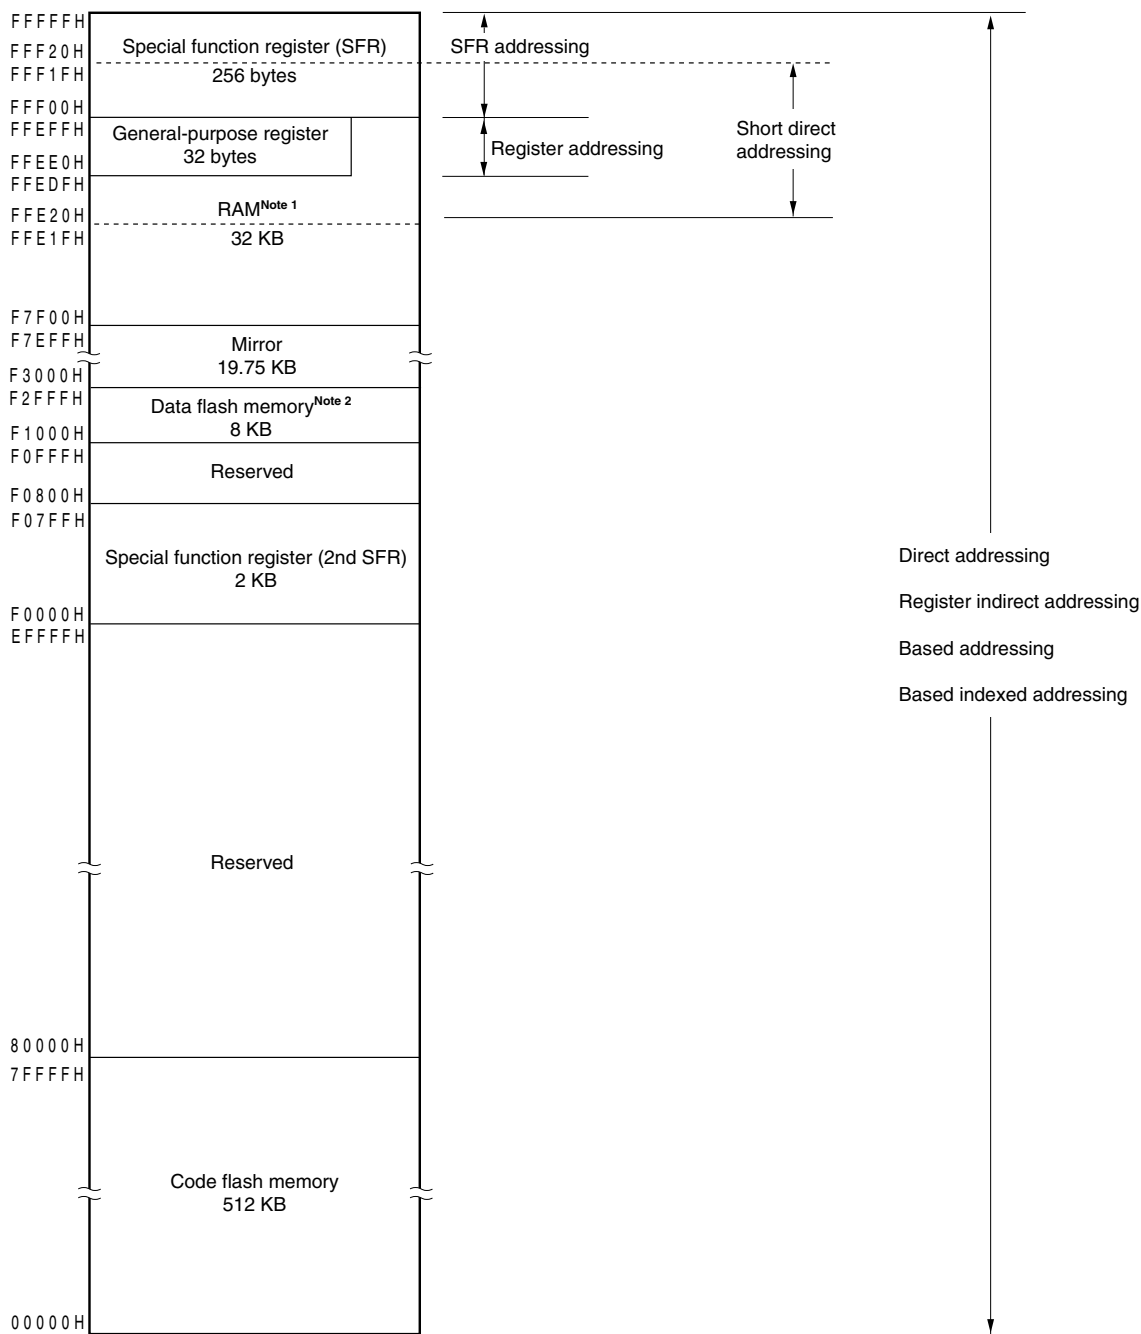 FFFFFH
Special function register (SFR)
SFR addressing
FFF20H
FFF1FH
256 bytes
FFF00H
FFEFFH
General-purpose register
32 bytes
Register addressing
Short direct
addressing
FFEE0H
FFEDFH
RAM Note 1
FFE20H
FFE1FH
32 KB
F7F00H
F7EFFH
Mirror
19.75 KB
F3000H
F2FFFH
Data flash memory Note 2
8 KB
F1000H
F0FFFH
Reserved
F0800H
F07FFH
Special function register (2nd SFR)
2 KB
Direct addressing
Register indirect addressing
Based addressing
Based indexed addressing
F0000H
EFFFFH
Reserved
80000H
7FFFFH
Code flash memory
512 KB
00000H